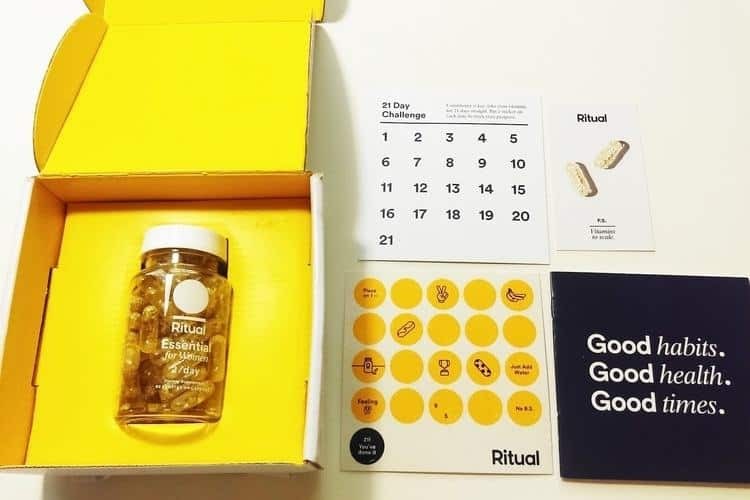 Ritual
Essential
for Women
2/day
21 Day
Challenge
1 2 3 4 5
6 7 8 9 10
11 12 13 14 15
16 17 18 19 20
21
Ritual
P.S.
Vitamins
to scale.
Place
on 1
Just Add
Water
Feeling
No B.S.
21!
You've
done it
Ritual
Good habits.
Good health.
Good times.